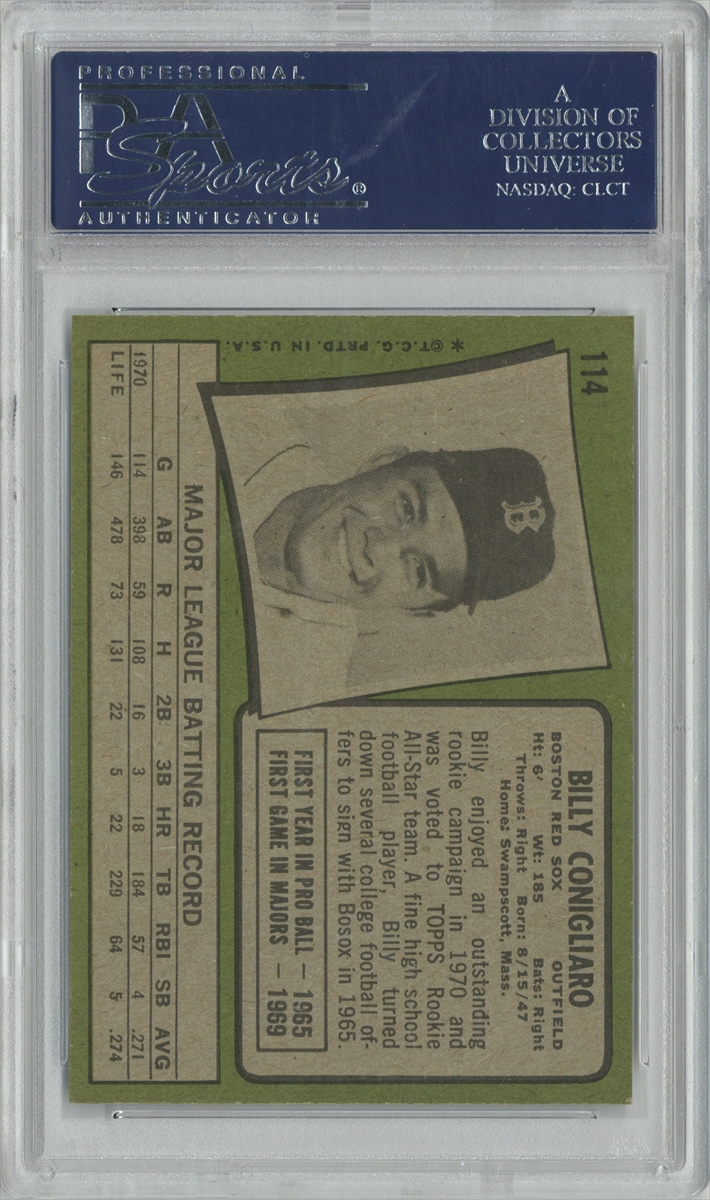 PROFESSIONAL
PSA
Sports®
AUTHENTICATOR
A
DIVISION OF
COLLECTORS
UNIVERSE
NASDAQ: CLCT
114
*©T.C.G. PRTD. IN U.S.A.
B
BILLY CONIGLIARO
BOSTON RED SOX OUTFIELD
Ht: 6' Wt: 185 Bats: Right
Throws: Right Born: 8/15/47
Home: Swampscott, Mass.
Billy enjoyed an outstanding
rookie campaign in 1970 and
was voted to TOPPS Rookie
All-Star team. A fine high school
football player, Billy turned
down several college football of-
fers to sign with Bosox in 1965.
FIRST YEAR IN PRO BALL — 1965
FIRST GAME IN MAJORS — 1969
MAJOR LEAGUE BATTING RECORD
G AB R H 2B 3B HR TB RBI SB AVG
1970 114 398 59 108 16 3 18 184 57 4 .271
LIFE 146 478 73 131 22 5 22 229 64 5 .274